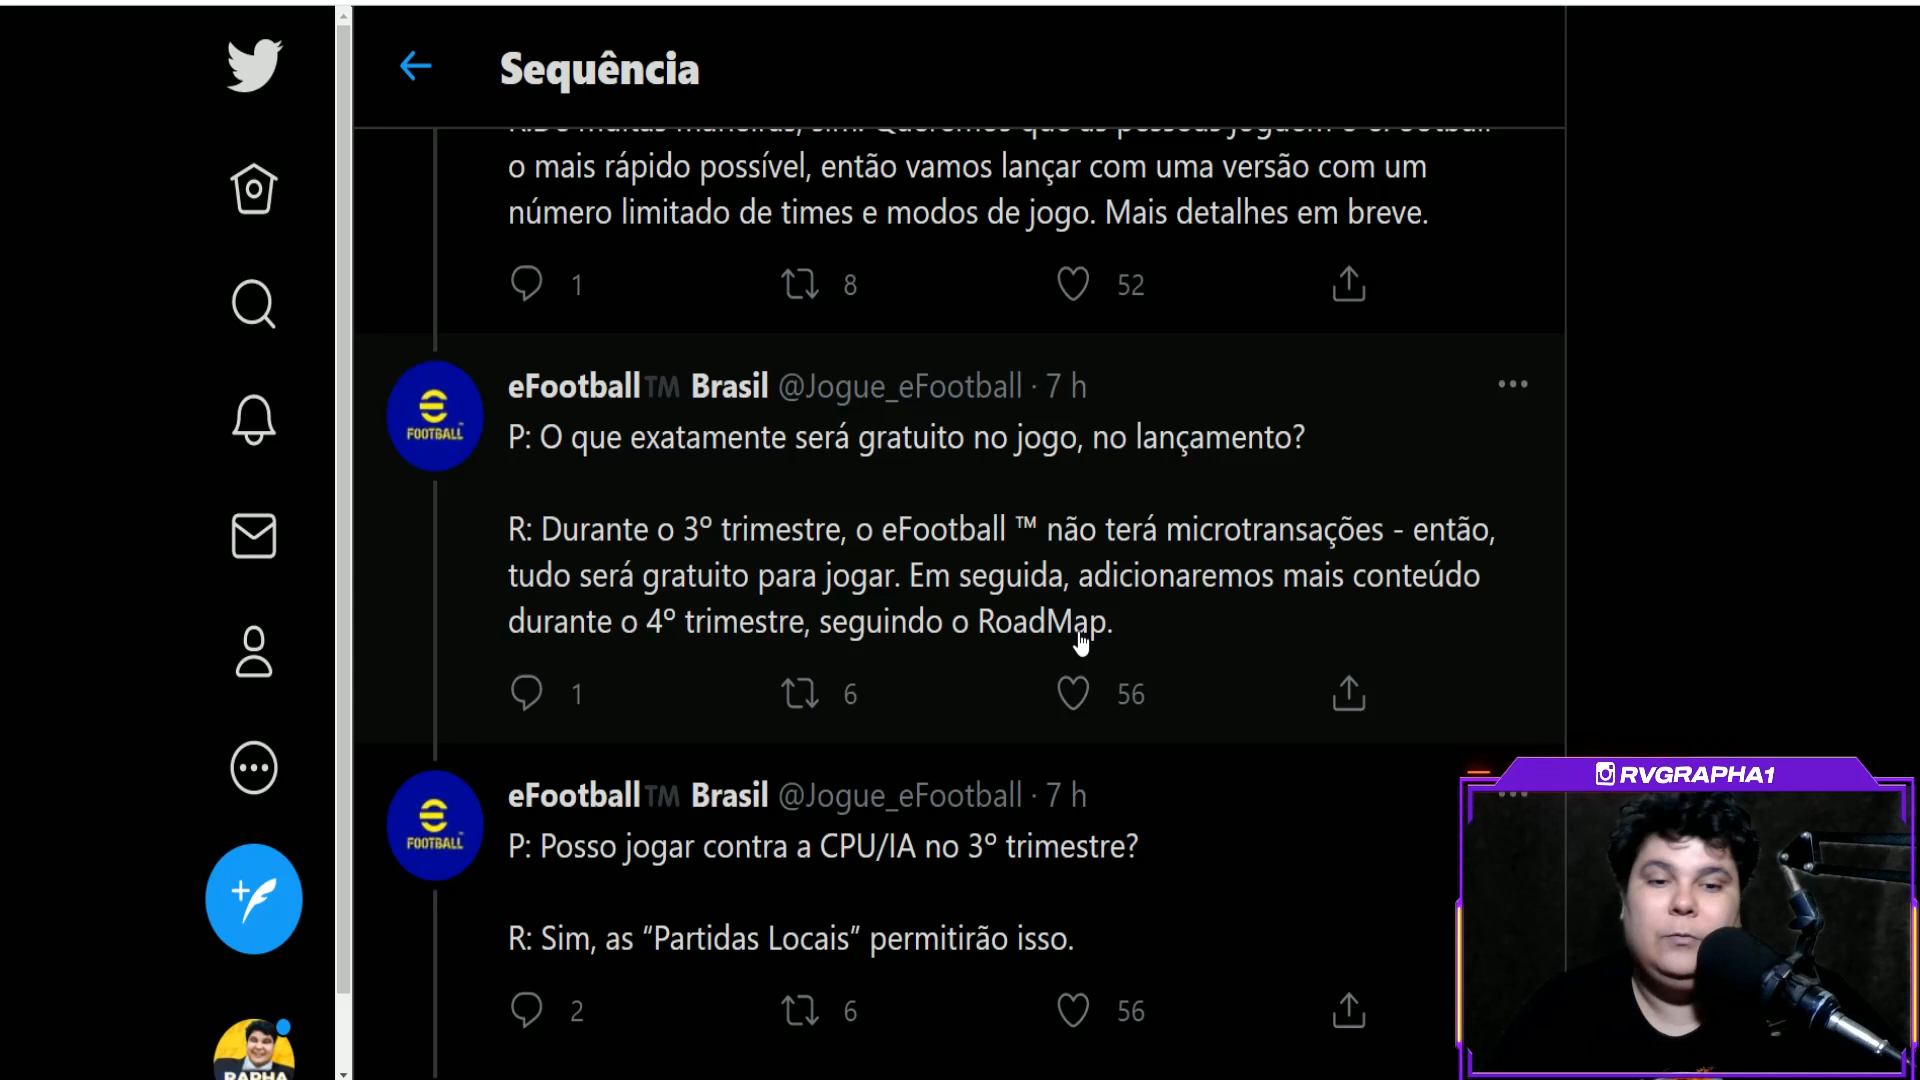 Sequência
o mais rápido possível, então vamos lançar com uma versão com um
número limitado de times e modos de jogo. Mais detalhes em breve.
1 8 52
eFootball™ Brasil @Jogue_eFootball · 7 h
P: O que exatamente será gratuito no jogo, no lançamento?
R: Durante o 3º trimestre, o eFootball ™ não terá microtransações - então,
tudo será gratuito para jogar. Em seguida, adicionaremos mais conteúdo
durante o 4º trimestre, seguindo o RoadMap.
1 6 56
FOOTBALL
eFootball™ Brasil @Jogue_eFootball · 7 h
P: Posso jogar contra a CPU/IA no 3º trimestre?
R: Sim, as “Partidas Locais” permitirão isso.
2 6 56
FOOTBALL
RVGRAPHA1
RAPHA